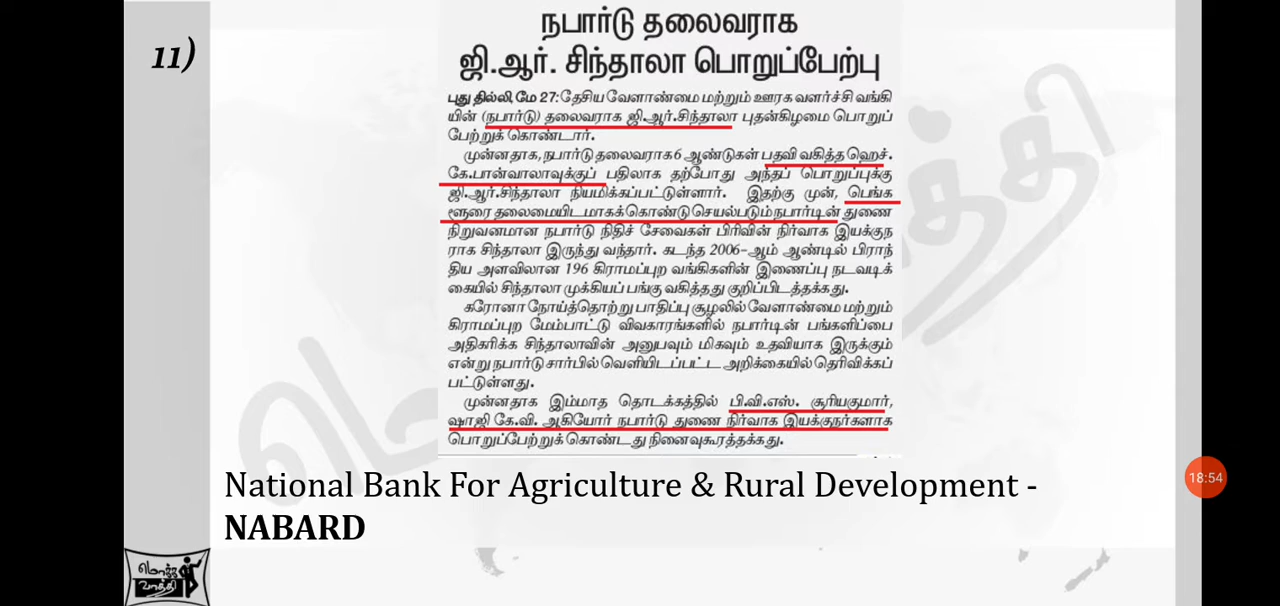 11)
நபார்டு தலைவராக
ஜி.ஆர். சிந்தாலா பொறுப்பேற்பு
புது தில்லி, மே 27: தேசிய வேளாண்மை மற்றும் ஊரக வளர்ச்சி வங்கி
யின் (நபார்டு) தலைவராக ஜி.ஆர்.சிந்தாலா புதன்கிழமை பொறுப்
பேற்றுக் கொண்டார்.
முன்னதாக, நபார்டு தலைவராக 6 ஆண்டுகள் பதவி வகித்த ஹெச்.
கே.பான்வாலாவுக்குப் பதிலாக தற்போது அந்தப் பொறுப்புக்கு
ஜி.ஆர்.சிந்தாலா நியமிக்கப்பட்டுள்ளார். இதற்கு முன், பெங்க
ளூரை தலைமையிடமாகக்கொண்டு செயல்படும் நபார்டின் துணை
நிறுவனமான நபார்டு நிதிச் சேவைகள் பிரிவின் நிர்வாக இயக்குந
ராக சிந்தாலா இருந்து வந்தார். கடந்த 2006-ஆம் ஆண்டில் பிராந்
திய அளவிலான 196 கிராமப்புற வங்கிகளின் இணைப்பு நடவடிக்
கையில் சிந்தாலா முக்கியப் பங்கு வகித்தது குறிப்பிடத்தக்கது.
கரோனா நோய்த்தொற்று பாதிப்பு சூழலில் வேளாண்மை மற்றும்
கிராமப்புற மேம்பாட்டு விவகாரங்களில் நபார்டின் பங்களிப்பை
அதிகரிக்க சிந்தாலாவின் அனுபவும் மிகவும் உதவியாக இருக்கும்
என்று நபார்டு சார்பில் வெளியிடப்பட்ட அறிக்கையில் தெரிவிக்கப்
பட்டுள்ளது.
முன்னதாக இம்மாத தொடக்கத்தில் பி.வி.எஸ். சூரியகுமார்,
ஷாஜி கே.வி. ஆகியோர் நபார்டு துணை நிர்வாக இயக்குநர்களாக
பொறுப்பேற்றுக் கொண்டது நினைவுகூரத்தக்கது.
National Bank For Agriculture & Rural Development -
NABARD
18:54
மொக்க
வாத்தி